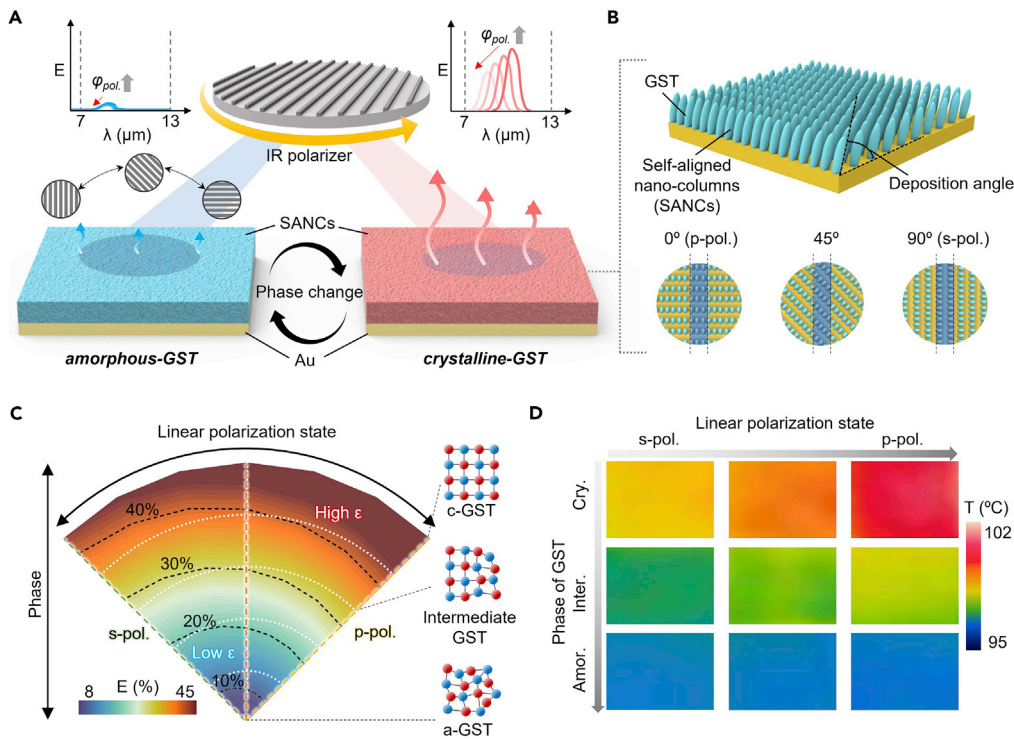 A
E
φpol.
7
13
λ (μm)
IR polarizer
E
φpol.
7
13
λ (μm)
SANCs
Phase change
Au
amorphous-GST
crystalline-GST
B
GST
Self-aligned
nano-columns
(SANCs)
Deposition angle
0º (p-pol.)
45º
90º (s-pol.)
C
Linear polarization state
Phase
40%
High ε
30%
20%
s-pol.
p-pol.
Low ε
10%
8
E (%)
45
c-GST
Intermediate
GST
a-GST
D
Linear polarization state
s-pol.
p-pol.
Phase of GST
Cry.
Inter.
Amor.
T (ºC)
102
95